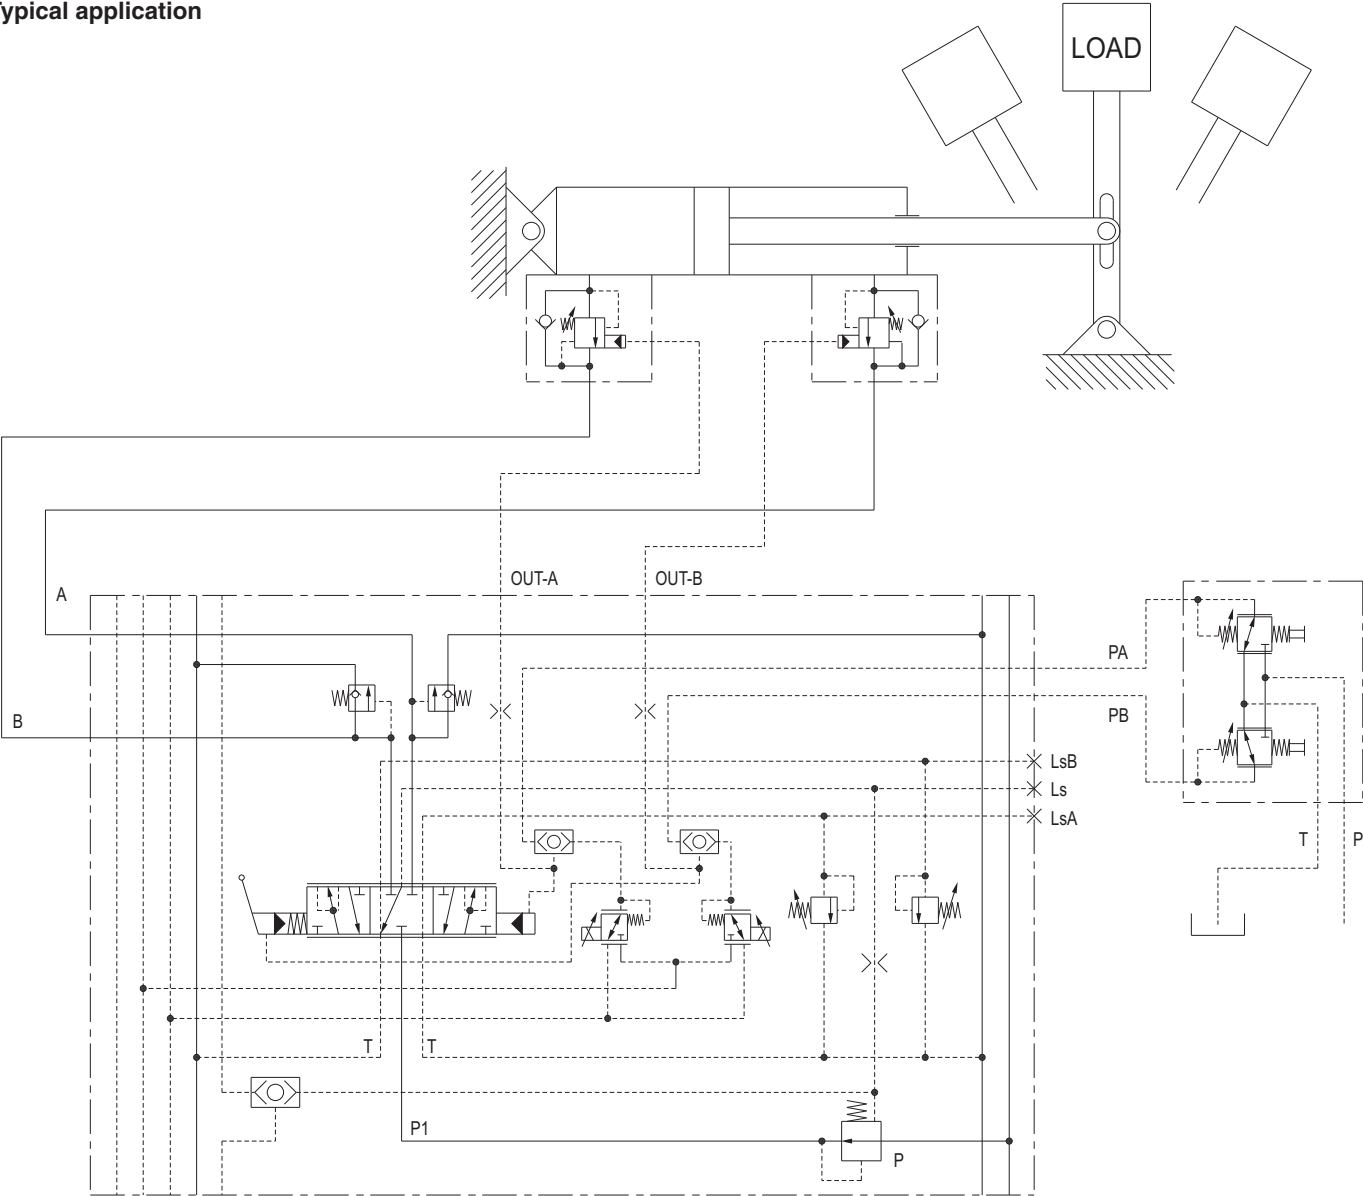 Typical application
LOAD
OUT-A
OUT-B
A
PA
B
PB
LsB
Ls
LsA
T
P
T
T
P1
P